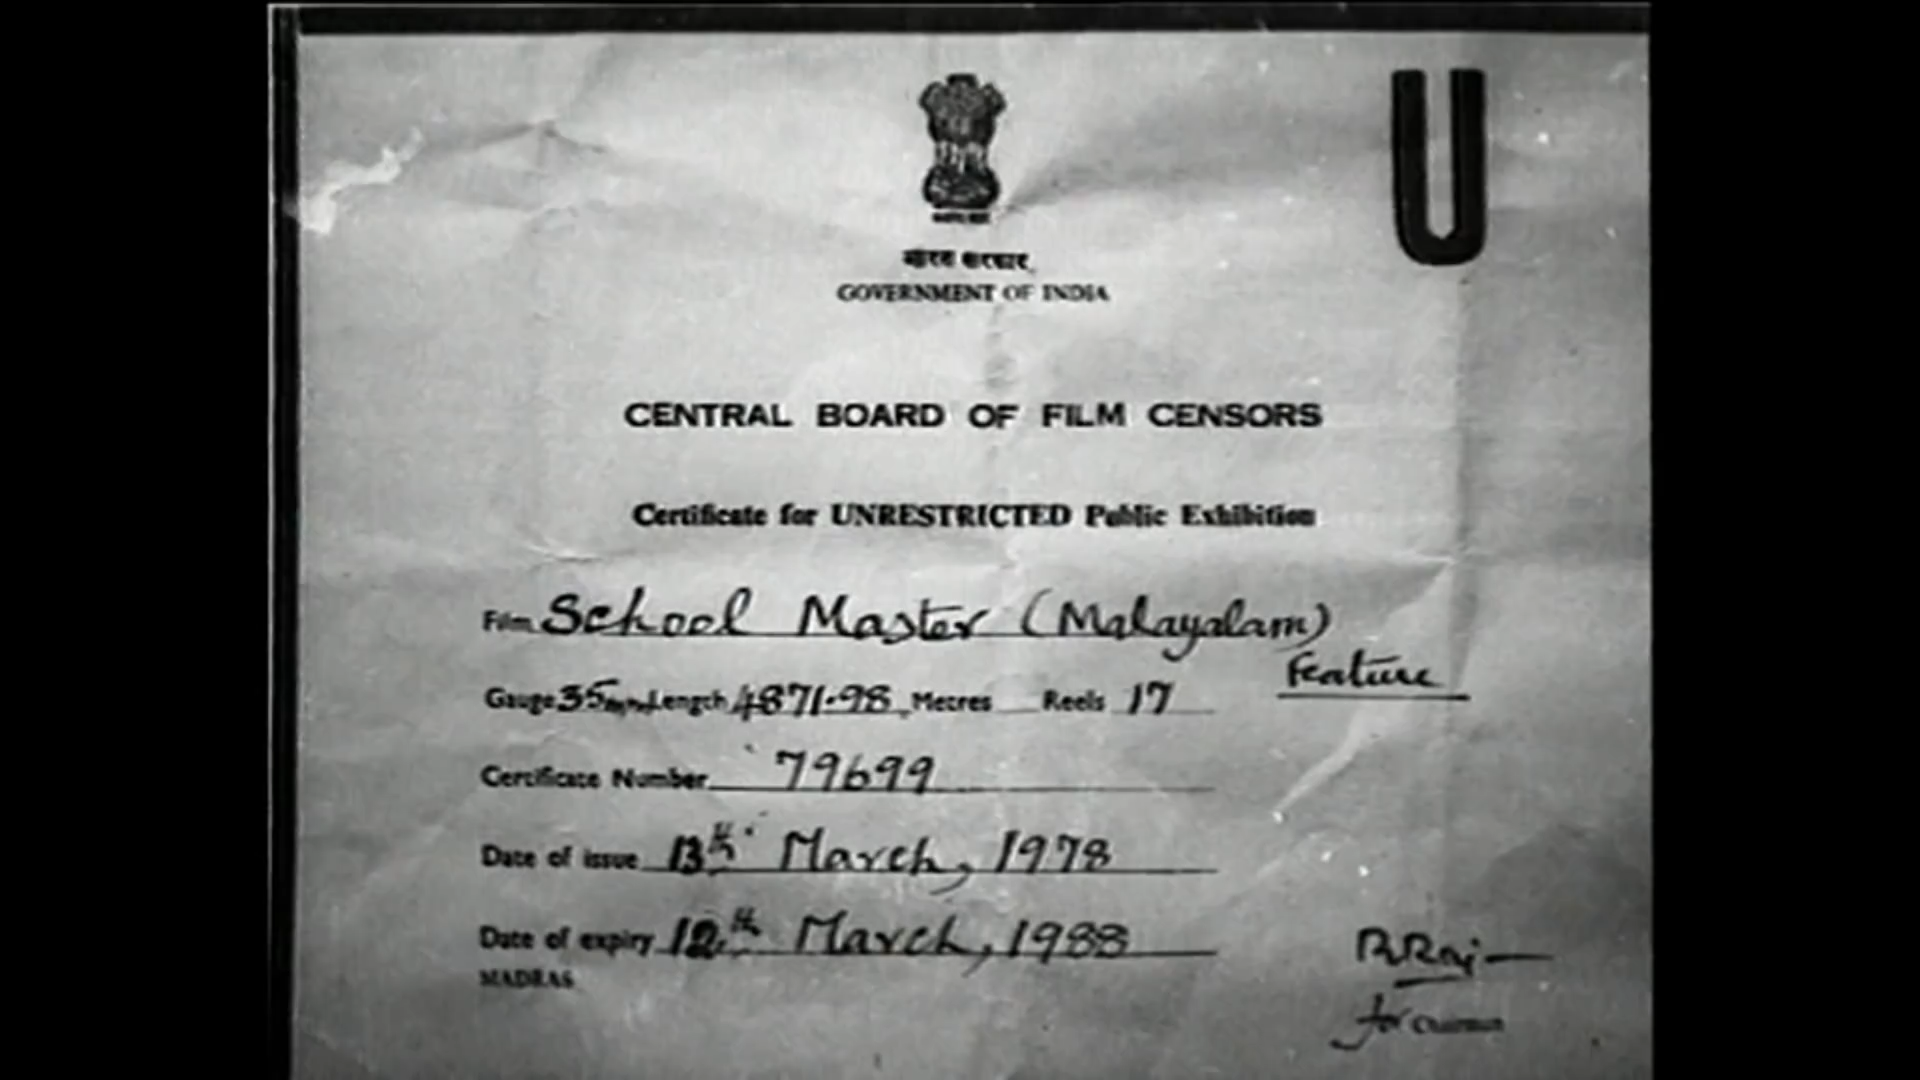 U
भारत सरकार
GOVERNMENT OF INDIA
CENTRAL BOARD OF FILM CENSORS
Certificate for UNRESTRICTED Public Exhibition
Film School Master (Malayalam)
Feature
Gauge 35mm Length 4871.98 Metres Reels 17
Certificate Number 79699
Date of issue 13th March, 1978
Date of expiry 12th March, 1988
MADRAS
for